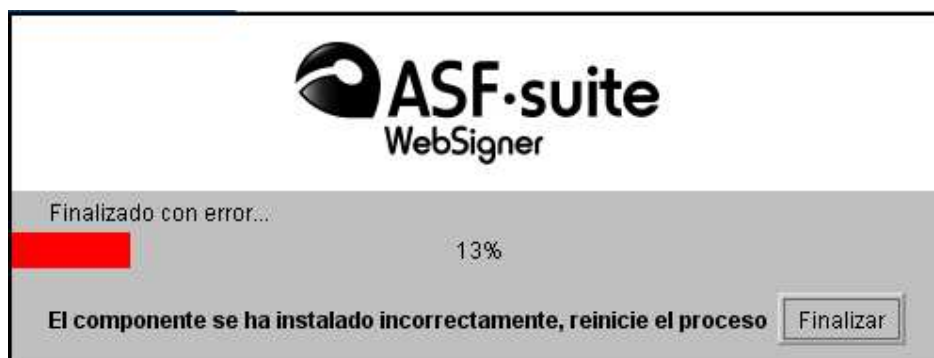 ASF·suite
WebSigner
Finalizado con error...
13%
El componente se ha instalado incorrectamente, reinicie el proceso
Finalizar